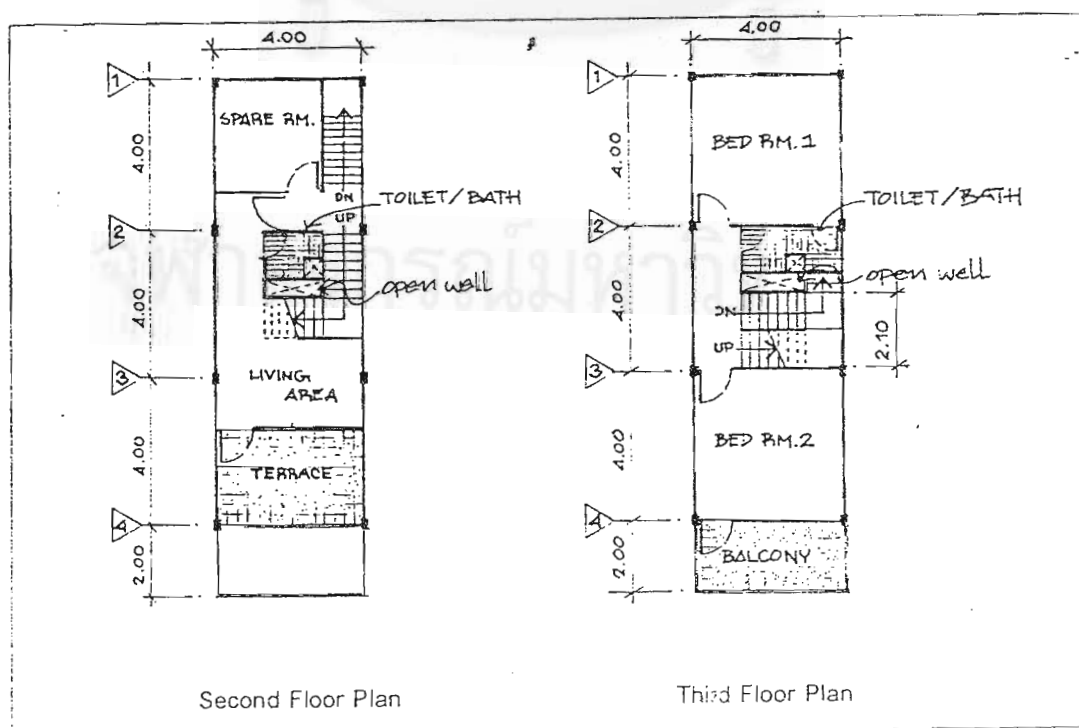 4.00
1
SPARE RM.
4.00
DN
UP
TOILET/BATH
2
open well
4.00
3
LIVING
AREA
4.00
TERRACE
4
2.00
Second Floor Plan
4.00
1
BED RM.1
4.00
TOILET/BATH
2
open well
4.00
DN
UP
2.10
3
BED RM.2
4.00
4
BALCONY
2.00
Third Floor Plan